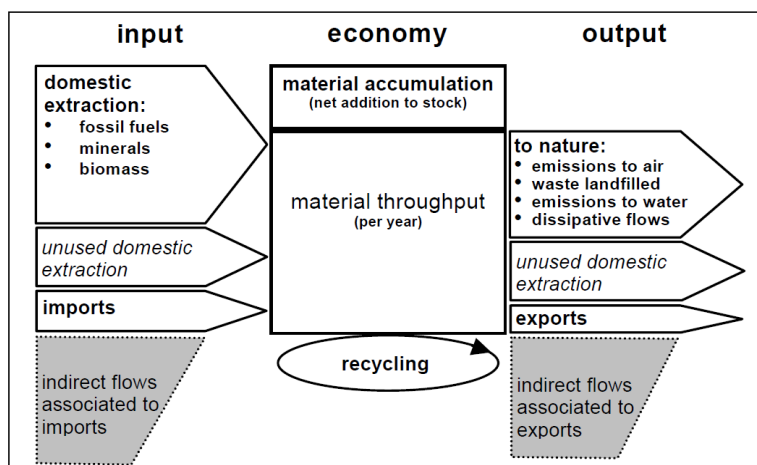 input
economy
output
domestic
extraction:
• fossil fuels
• minerals
• biomass
unused domestic
extraction
imports
indirect flows
associated to
imports
material accumulation
(net addition to stock)
material throughput
(per year)
recycling
to nature:
• emissions to air
• waste landfilled
• emissions to water
• dissipative flows
unused domestic
extraction
exports
indirect flows
associated to
exports